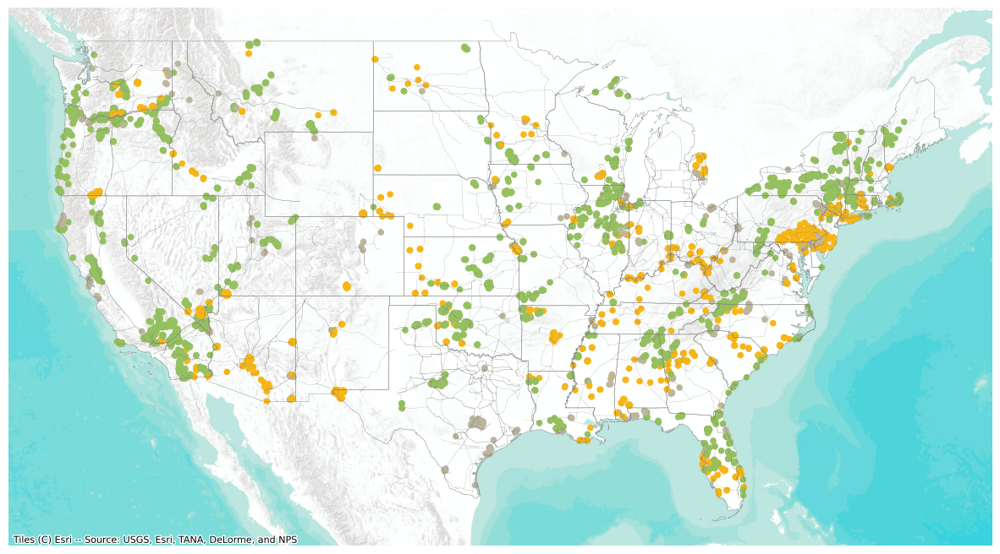 Tiles (C) Esri -- Source: USGS, Esri, TANA, DeLorme, and NPS